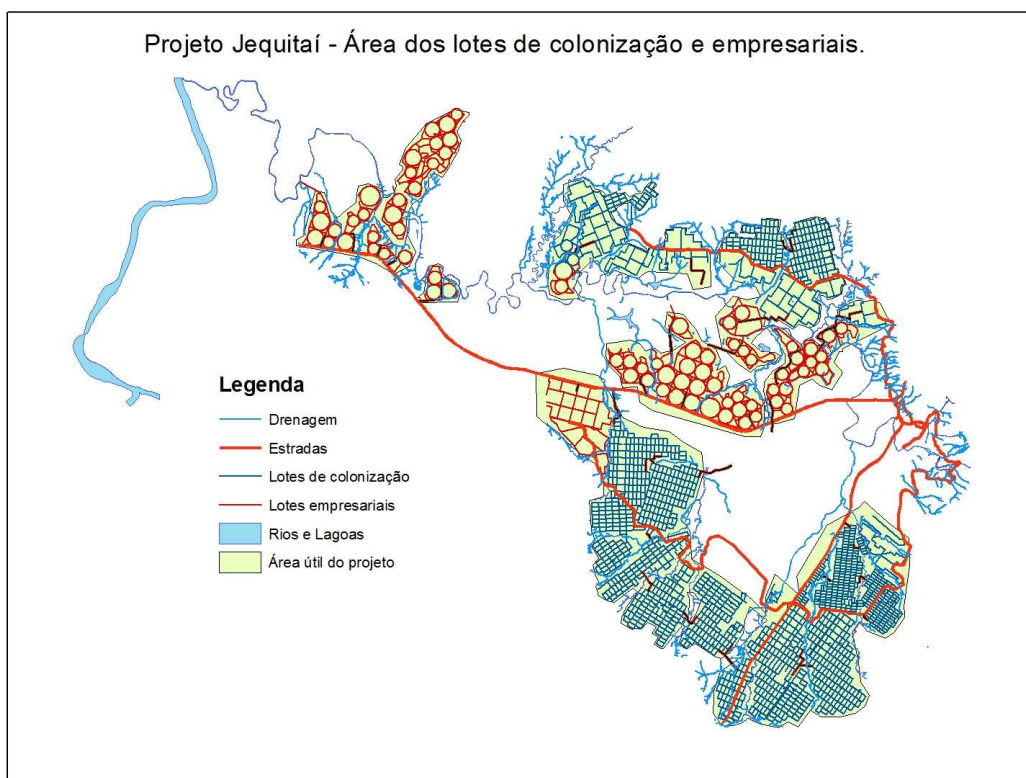 Projeto Jequitaí - Área dos lotes de colonização e empresariais.
Legenda
Drenagem
Estradas
Lotes de colonização
Lotes empresariais
Rios e Lagoas
Área útil do projeto